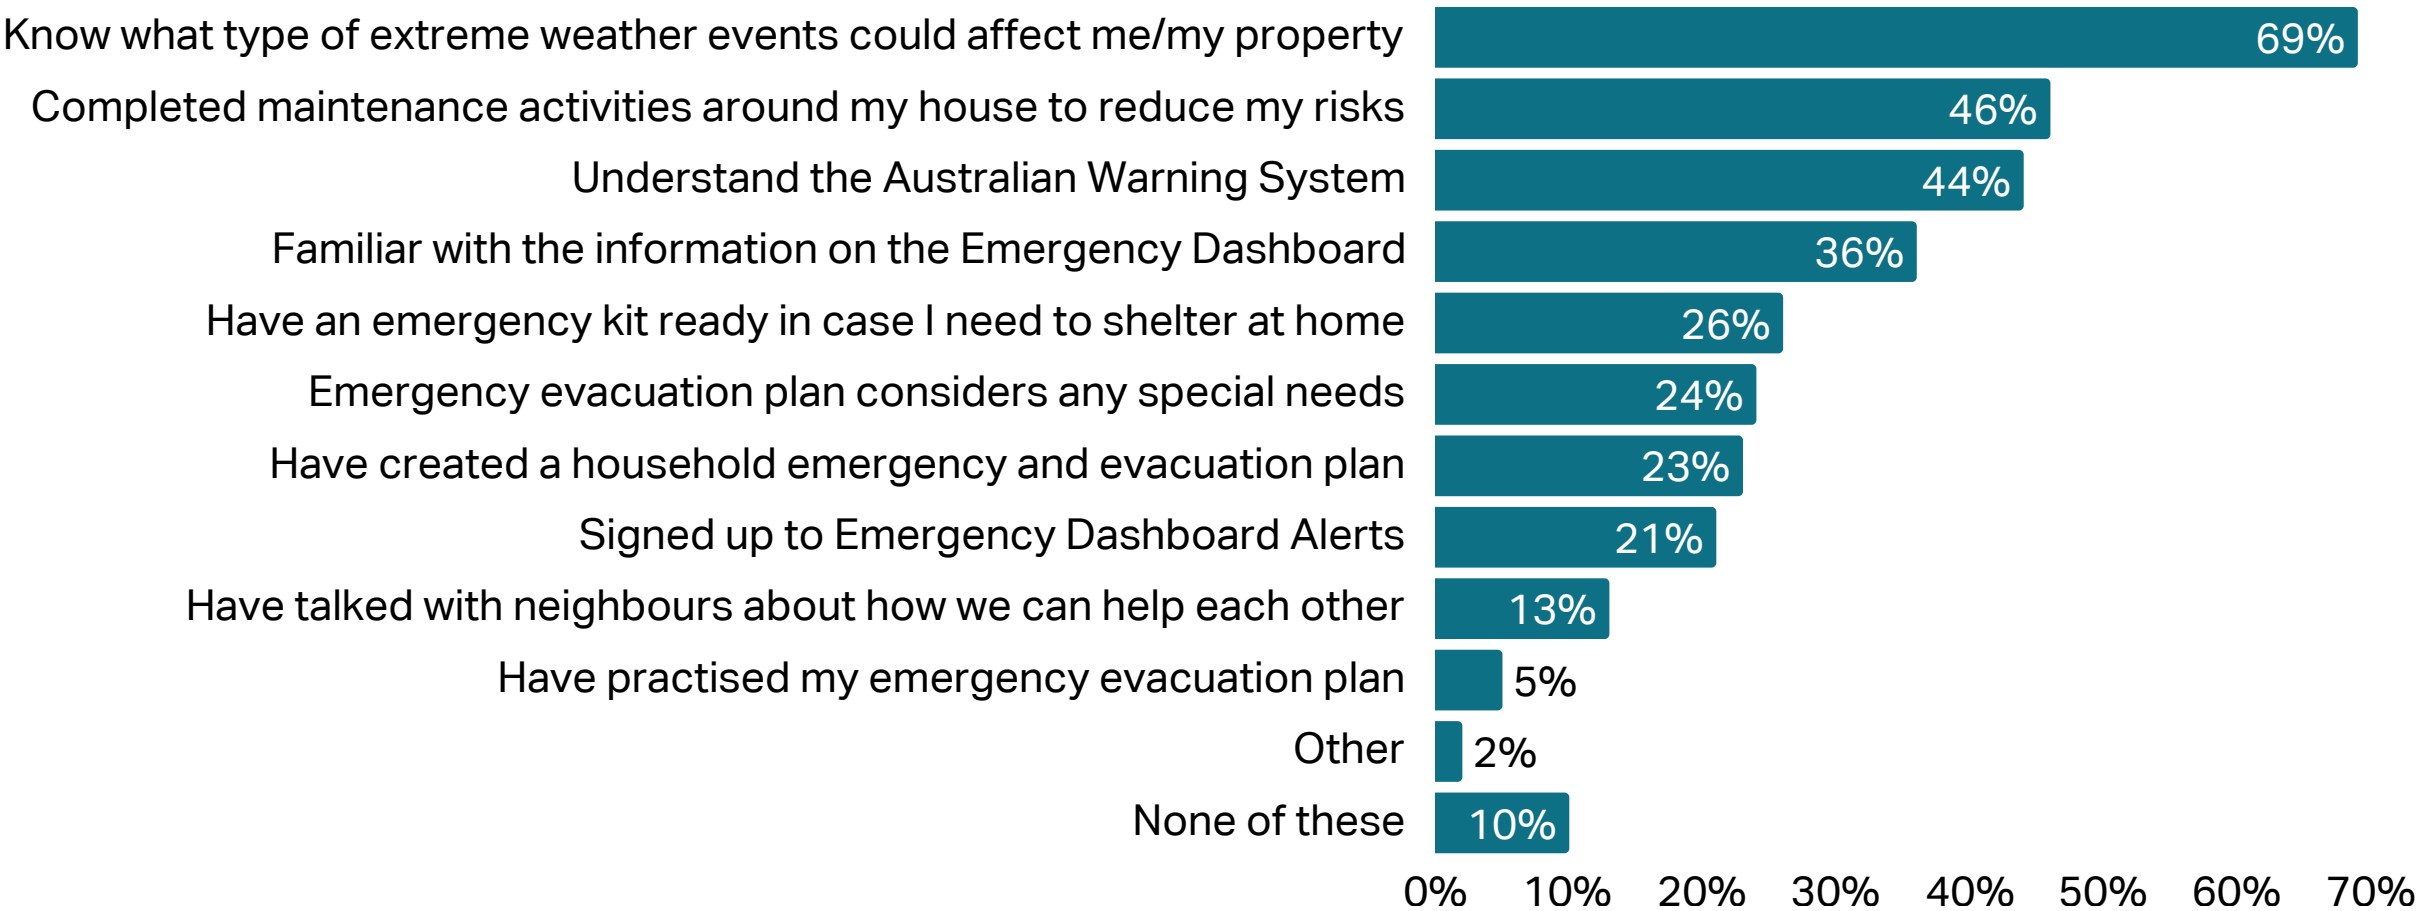 Know what type of extreme weather events could affect me/my property 69%
Completed maintenance activities around my house to reduce my risks 46%
Understand the Australian Warning System 44%
Familiar with the information on the Emergency Dashboard 36%
Have an emergency kit ready in case I need to shelter at home 26%
Emergency evacuation plan considers any special needs 24%
Have created a household emergency and evacuation plan 23%
Signed up to Emergency Dashboard Alerts 21%
Have talked with neighbours about how we can help each other 13%
Have practised my emergency evacuation plan 5%
Other 2%
None of these 10%
0% 10% 20% 30% 40% 50% 60% 70%